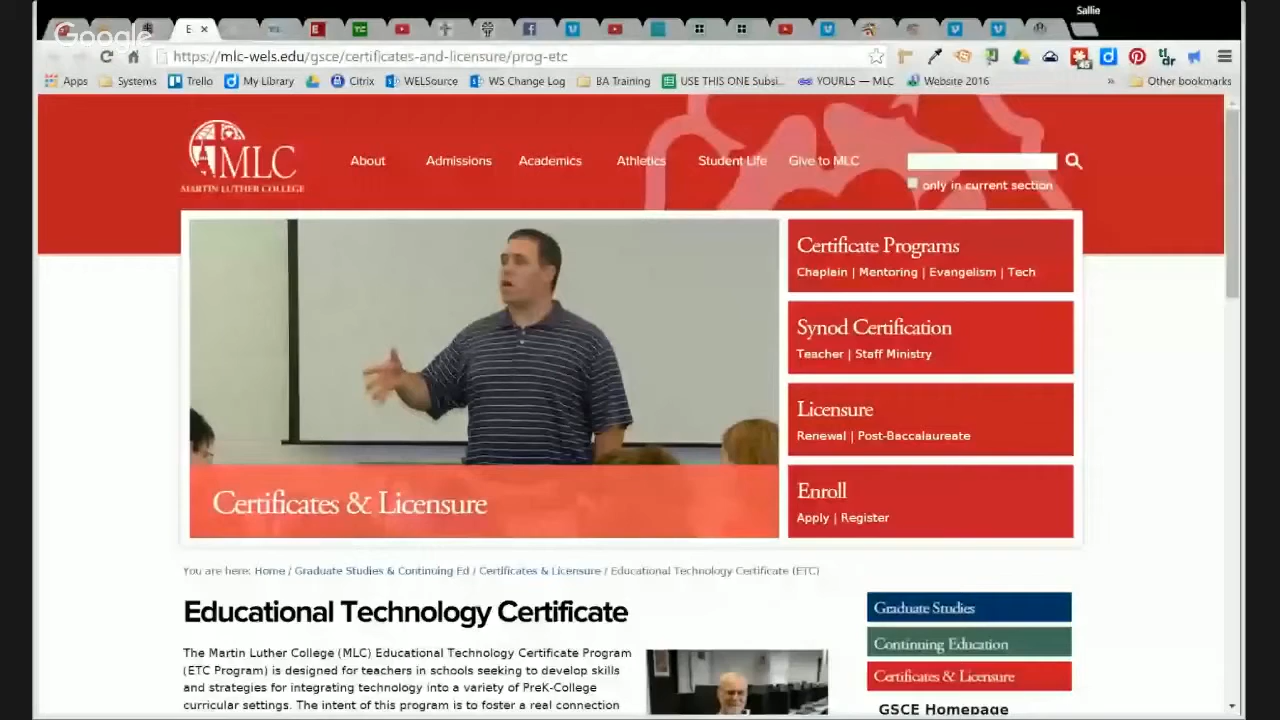 Sallie
Google
E
https://mlc-wels.edu/gsce/certificates-and-licensure/prog-etc
Apps Systems Trello My Library Citrix WELSource WS Change Log BA Training USE THIS ONE Subsi... YOURLS — MLC Website 2016 » Other bookmarks
MLC
MARTIN LUTHER COLLEGE
About Admissions Academics Athletics Student Life Give to MLC
only in current section
Certificate Programs
Chaplain | Mentoring | Evangelism | Tech
Synod Certification
Teacher | Staff Ministry
Licensure
Renewal | Post-Baccalaureate
Enroll
Apply | Register
Certificates & Licensure
You are here: Home / Graduate Studies & Continuing Ed / Certificates & Licensure / Educational Technology Certificate (ETC)
Educational Technology Certificate
The Martin Luther College (MLC) Educational Technology Certificate Program
(ETC Program) is designed for teachers in schools seeking to develop skills
and strategies for integrating technology into a variety of PreK-College
curricular settings. The intent of this program is to foster a real connection
Graduate Studies
Continuing Education
Certificates & Licensure
GSCE Homepage